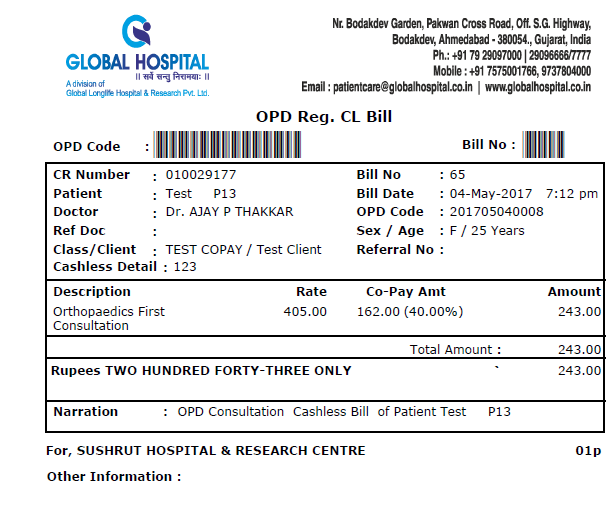 GLOBAL HOSPITAL
॥ सर्वे सन्तु निरामयाः ॥
A division of
Global Longlife Hospital & Research Pvt. Ltd.
Nr. Bodakdev Garden, Pakwan Cross Road, Off. S.G. Highway,
Bodakdev, Ahmedabad - 380054., Gujarat, India
Ph.: +91 79 29097000 | 29096666/7777
Mobile : +91 7575001766, 9737804000
Email : patientcare@globalhospital.co.in | www.globalhospital.co.in
OPD Reg. CL Bill
OPD Code : Bill No :
CR Number : 010029177 Bill No : 65
Patient : Test P13 Bill Date : 04-May-2017 7:12 pm
Doctor : Dr. AJAY P THAKKAR OPD Code : 201705040008
Ref Doc : Sex / Age : F / 25 Years
Class/Client : TEST COPAY / Test Client Referral No :
Cashless Detail : 123
Description Rate Co-Pay Amt Amount
Orthopaedics First 405.00 162.00 (40.00%) 243.00
Consultation
Total Amount : 243.00
Rupees TWO HUNDRED FORTY-THREE ONLY ` 243.00
Narration : OPD Consultation Cashless Bill of Patient Test P13
For, SUSHRUT HOSPITAL & RESEARCH CENTRE 01p
Other Information :